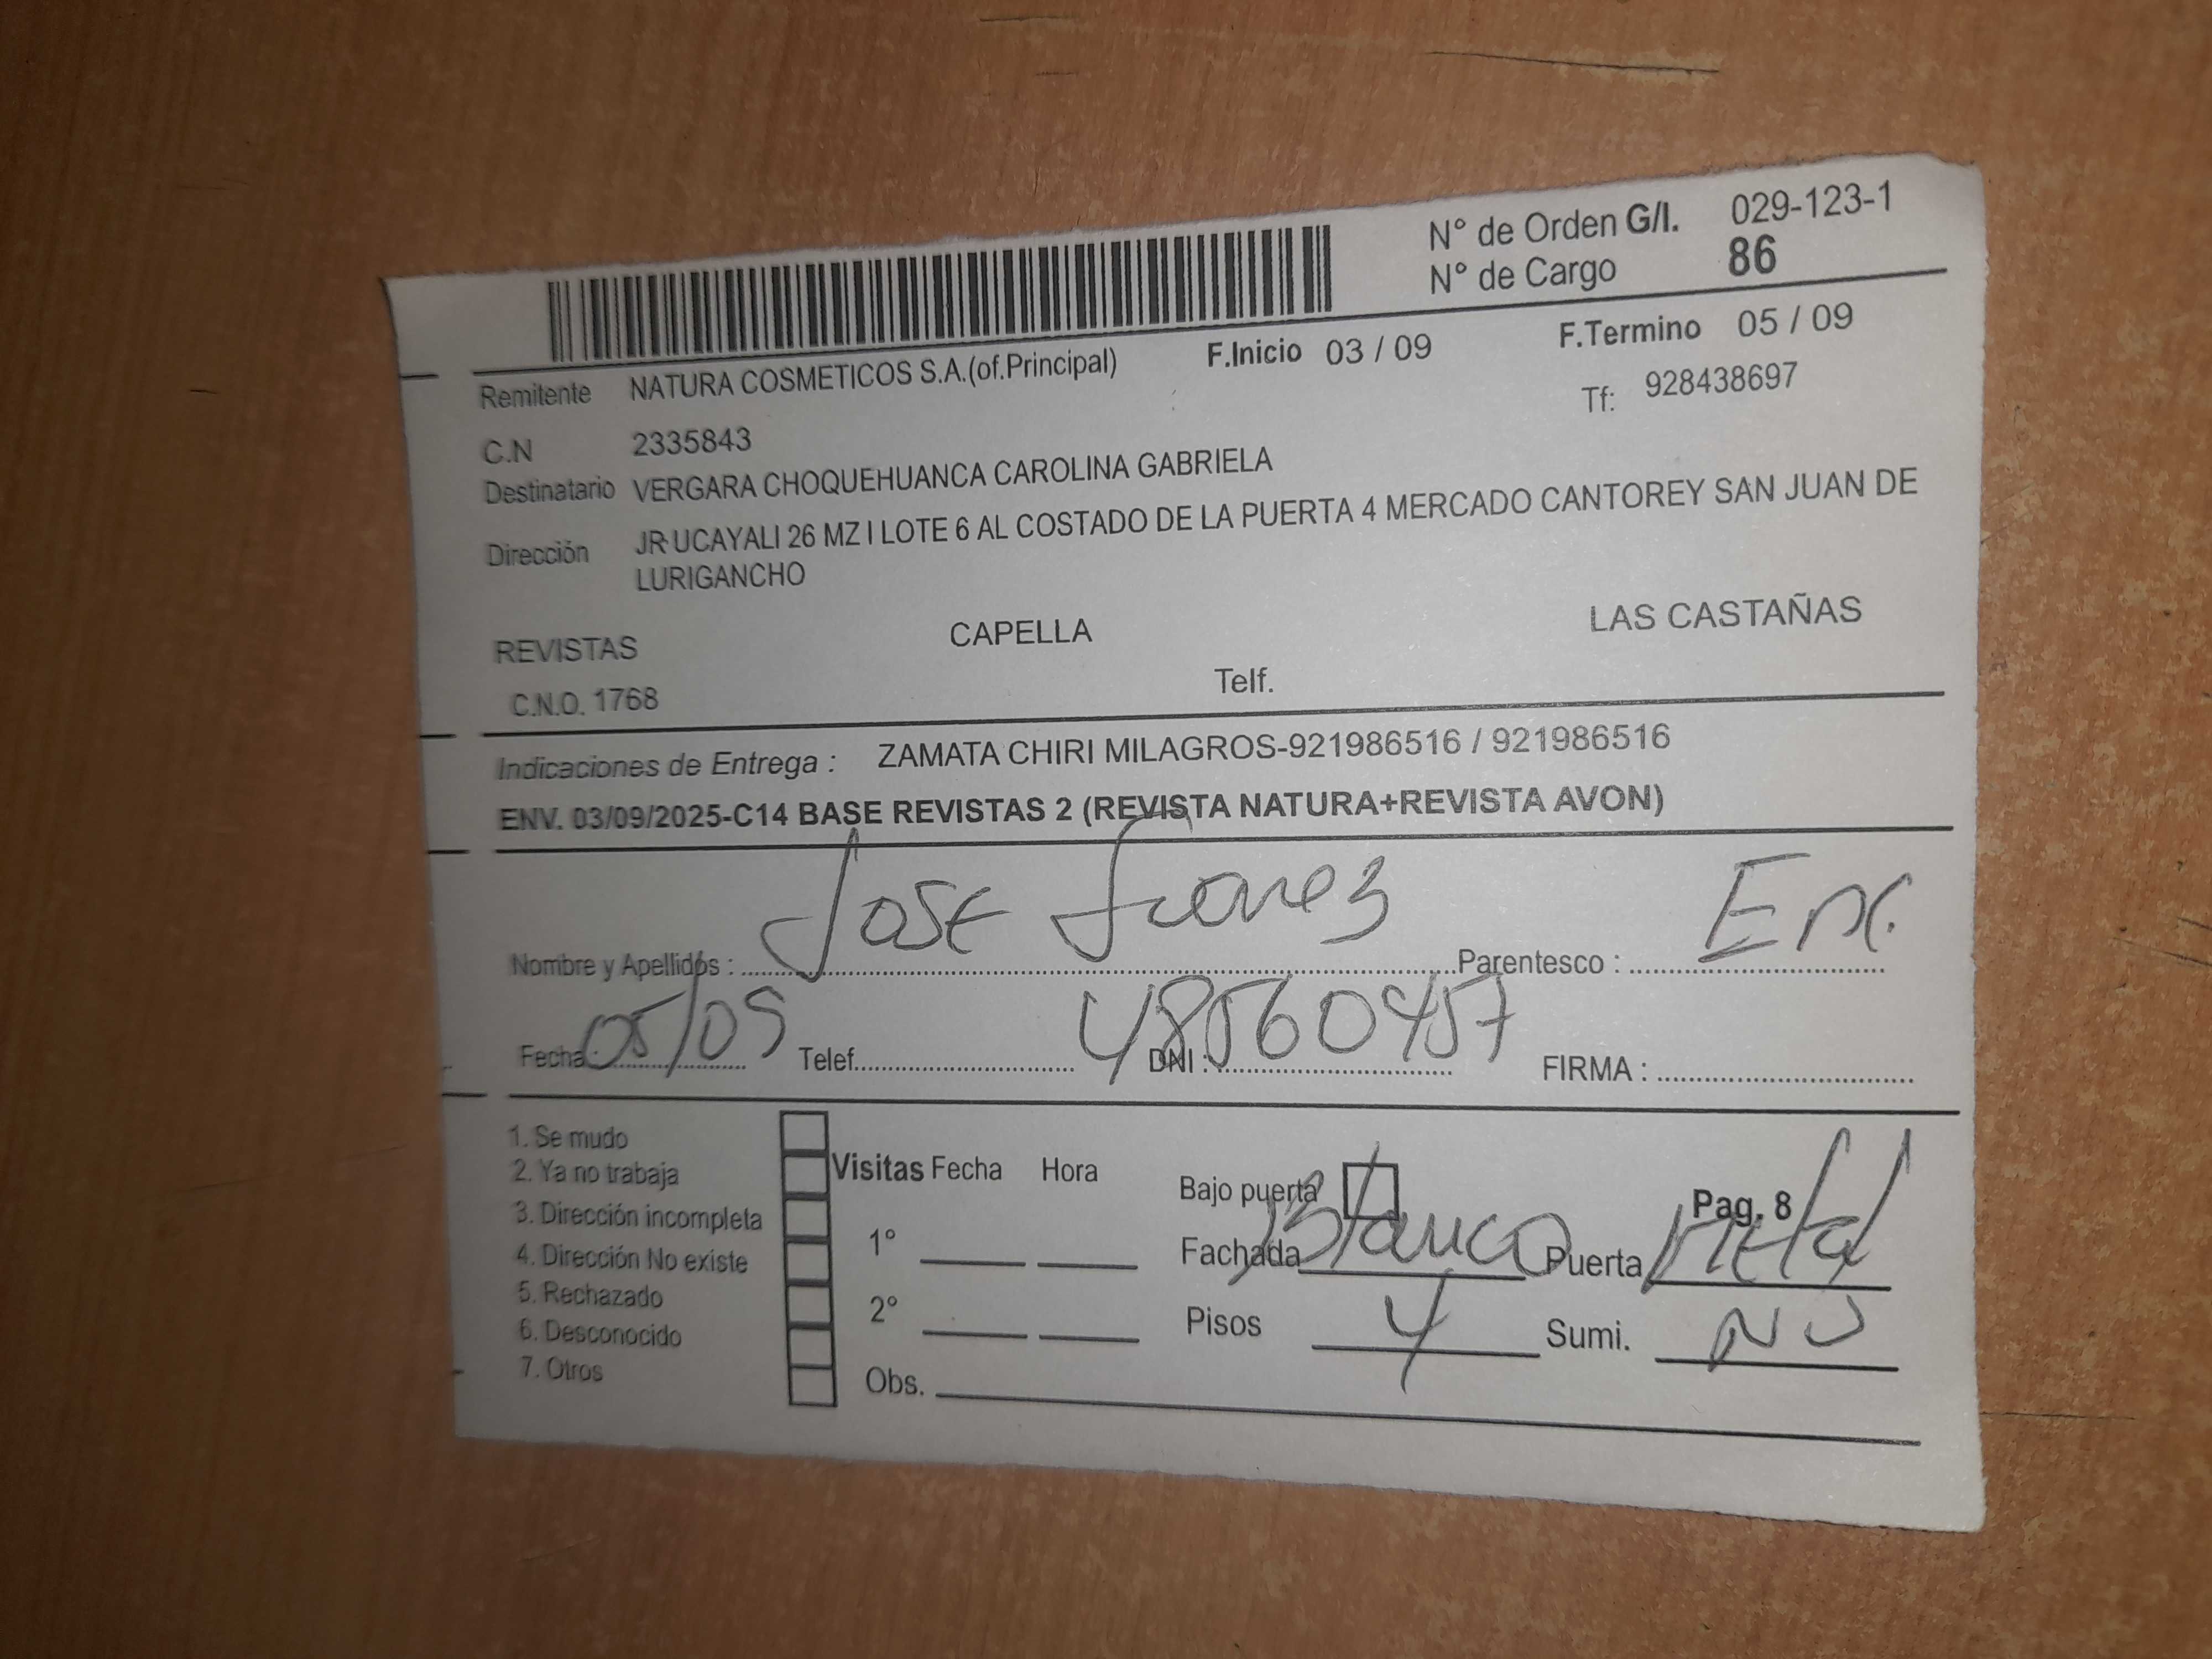 N° de Orden G/I. 029-123-1
N° de Cargo 86
F.Inicio 03 / 09 F.Termino 05 / 09
Remitente NATURA COSMETICOS S.A.(of.Principal) Tf: 928438697
C.N 2335843
Destinatario VERGARA CHOQUEHUANCA CAROLINA GABRIELA
Dirección JR UCAYALI 26 MZ I LOTE 6 AL COSTADO DE LA PUERTA 4 MERCADO CANTOREY SAN JUAN DE
LURIGANCHO
REVISTAS CAPELLA LAS CASTAÑAS
C.N.O. 1768 Telf.
Indicaciones de Entrega : ZAMATA CHIRI MILAGROS-921986516 / 921986516
ENV. 03/09/2025-C14 BASE REVISTAS 2 (REVISTA NATURA+REVISTA AVON)
Nombre y Apellidos : Jose Parentesco : Enc.
Fecha : 05/09 Telef. DNI : 48560457 FIRMA :
1. Se mudo
2. Ya no trabaja Visitas Fecha Hora Bajo puerta Pag. 8
3. Dirección incompleta
4. Dirección No existe 1° Fachada Blanco Puerta Metal
5. Rechazado
6. Desconocido 2° Pisos 4 Sumi. NO
7. Otros Obs.